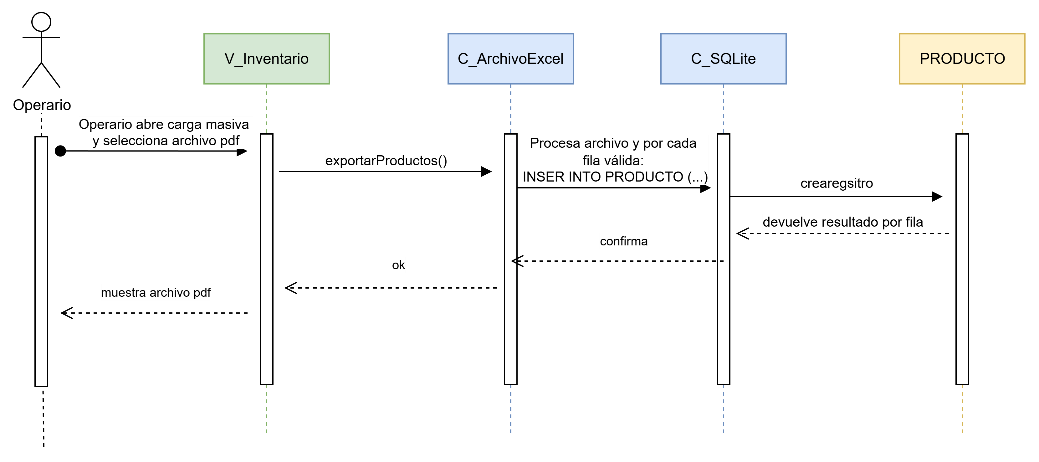 V_Inventario
C_ArchivoExcel
C_SQLite
PRODUCTO
Operario
Operario abre carga masiva
y selecciona archivo pdf
exportarProductos()
Procesa archivo y por cada
fila válida:
INSER INTO PRODUCTO (...)
crearegsitro
devuelve resultado por fila
confirma
ok
muestra archivo pdf